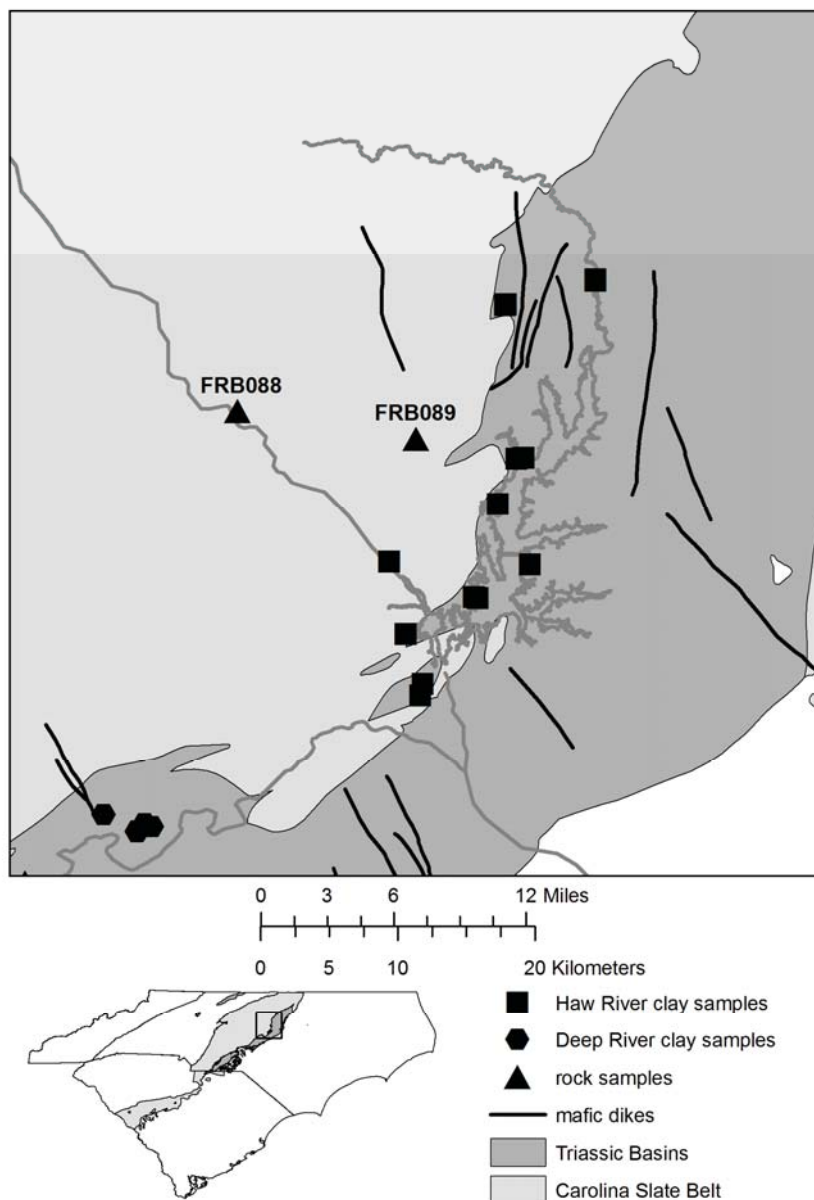 FRB088
FRB089
0 3 6 12 Miles
0 5 10 20 Kilometers
Haw River clay samples
Deep River clay samples
rock samples
mafic dikes
Triassic Basins
Carolina Slate Belt